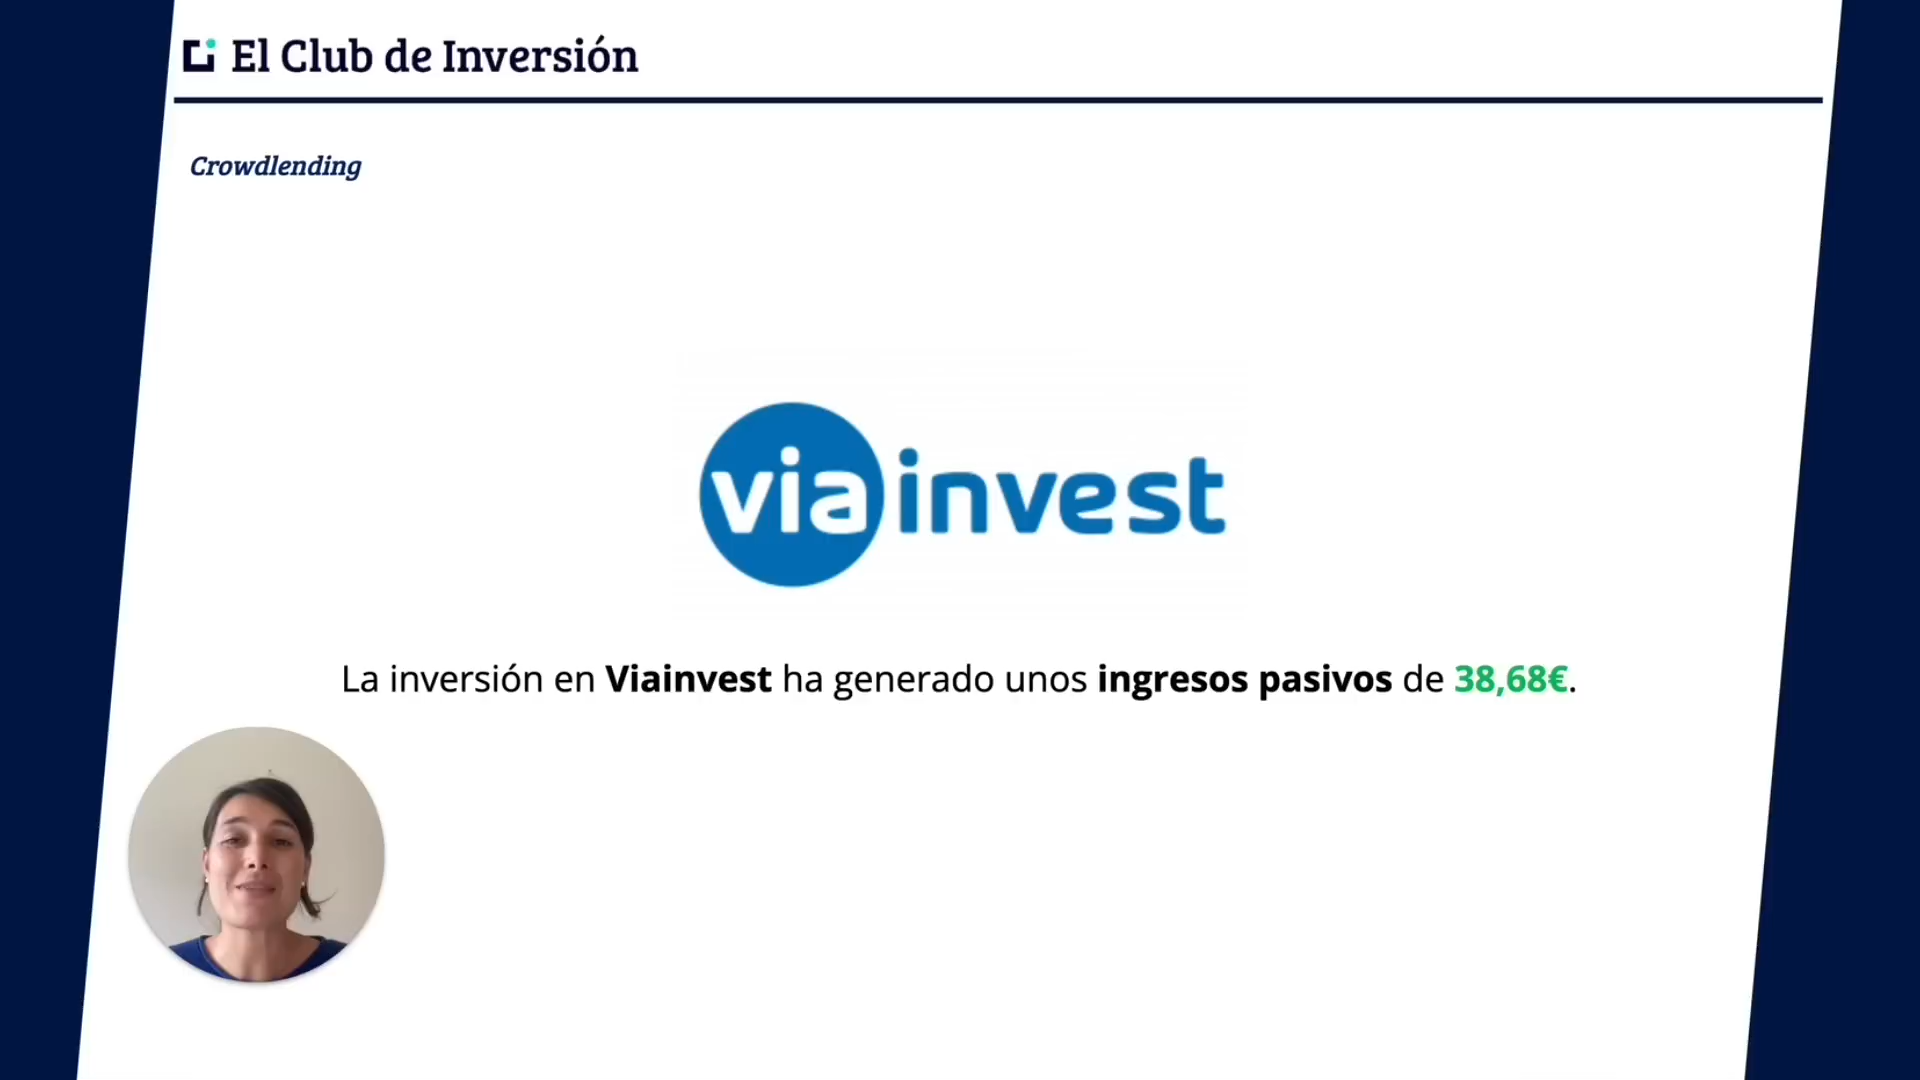 El Club de Inversión
Crowdlending
viainvest
La inversión en Viainvest ha generado unos ingresos pasivos de 38,68€.